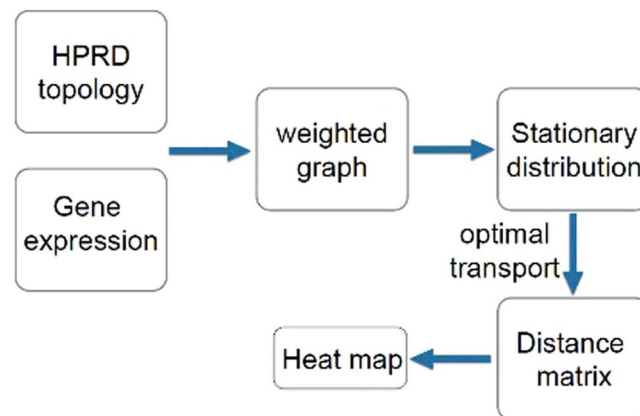 HPRD
topology
Gene
expression
weighted
graph
Stationary
distribution
optimal
transport
Distance
matrix
Heat map